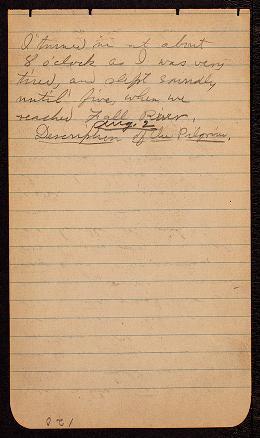 I turned in at about
8 o'clock as I was very
tired, and slept soundly
until five, when we
reached Fall River.
Aug. 2
Description of the Pilgrim.